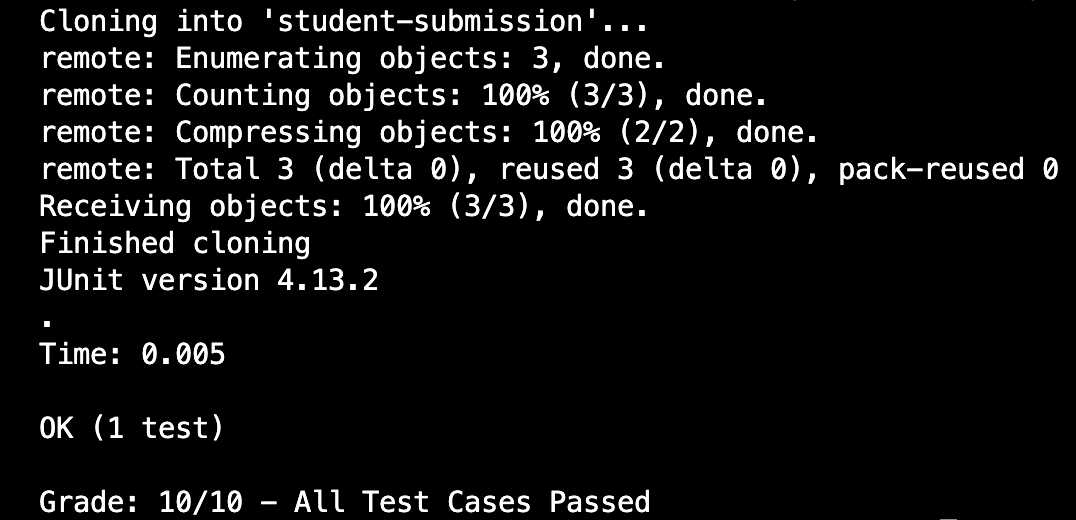 Cloning into 'student-submission'...
remote: Enumerating objects: 3, done.
remote: Counting objects: 100% (3/3), done.
remote: Compressing objects: 100% (2/2), done.
remote: Total 3 (delta 0), reused 3 (delta 0), pack-reused 0
Receiving objects: 100% (3/3), done.
Finished cloning
JUnit version 4.13.2
.
Time: 0.005
OK (1 test)
Grade: 10/10 - All Test Cases Passed